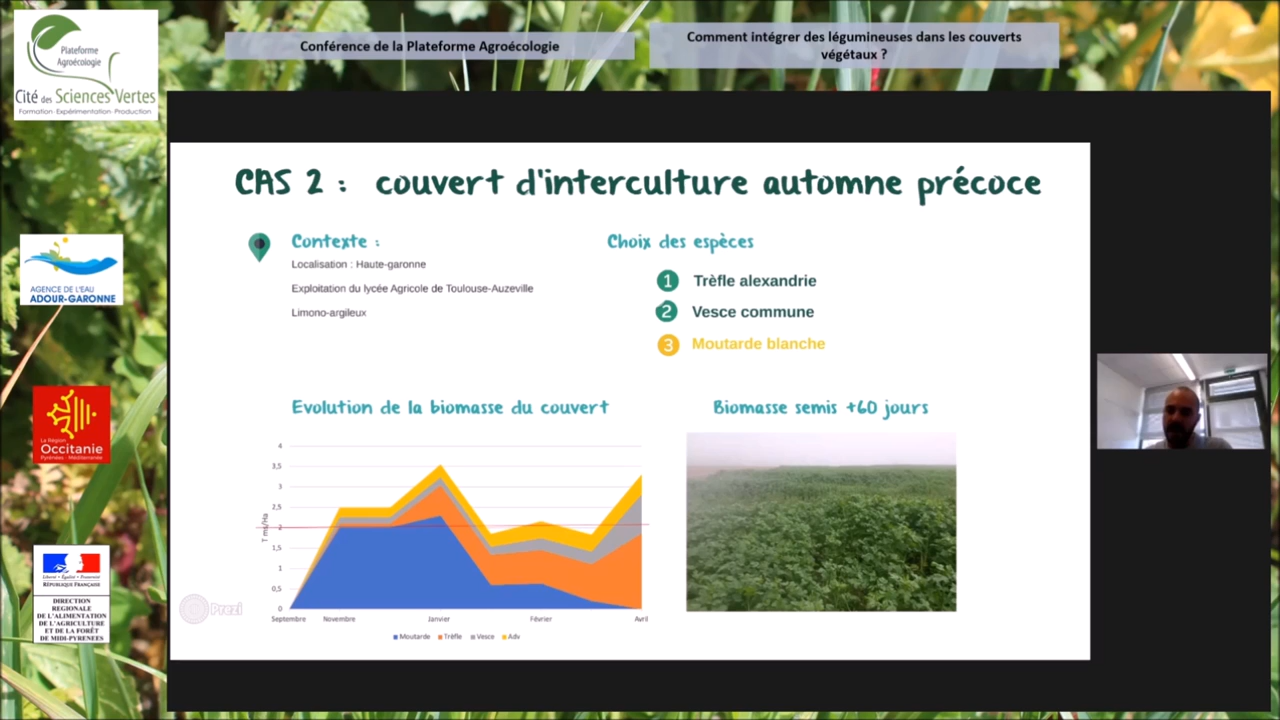 Plateforme
Agroécologie
Cité des Sciences Vertes
Formation · Expérimentation · Production
Conférence de la Plateforme Agroécologie
Comment intégrer des légumineuses dans les couverts
végétaux ?
CAS 2 : couvert d'interculture automne précoce
Contexte :
Localisation : Haute-garonne
Exploitation du lycée Agricole de Toulouse-Auzeville
Limono-argileux
Choix des espèces
1 Trèfle alexandrie
2 Vesce commune
3 Moutarde blanche
Evolution de la biomasse du couvert
4
3,5
3
2,5
2
1,5
1
0,5
0
T ms/Ha
Septembre Novembre Janvier Février Avril
Moutarde Trèfle Vesce Adv
Biomasse semis +60 jours
Prezi
AGENCE DE L'EAU
ADOUR-GARONNE
La Région
Occitanie
Pyrénées - Méditerranée
Liberté • Égalité • Fraternité
RÉPUBLIQUE FRANÇAISE
DIRECTION
REGIONALE
DE L'ALIMENTATION
DE L'AGRICULTURE
ET DE LA FORÊT
DE MIDI-PYRENEES